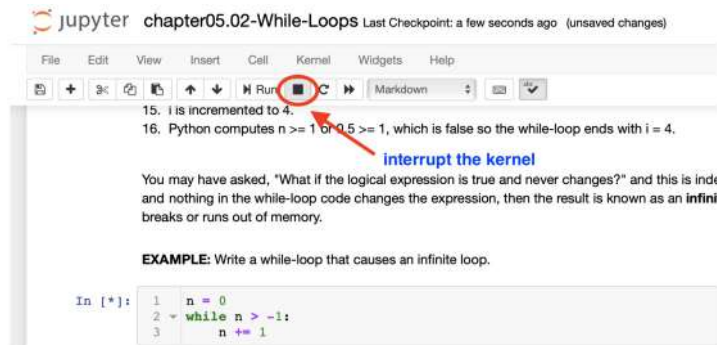 jupyter chapter05.02-While-Loops Last Checkpoint: a few seconds ago (unsaved changes)
File Edit View Insert Cell Kernel Widgets Help
Run Markdown
15. i is incremented to 4.
16. Python computes n >= 1 or 0.5 >= 1, which is false so the while-loop ends with i = 4.
interrupt the kernel
You may have asked, "What if the logical expression is true and never changes?" and this is inde
and nothing in the while-loop code changes the expression, then the result is known as an infini
breaks or runs out of memory.
EXAMPLE: Write a while-loop that causes an infinite loop.
In [*]: 1 n = 0
2 while n > -1:
3 n += 1